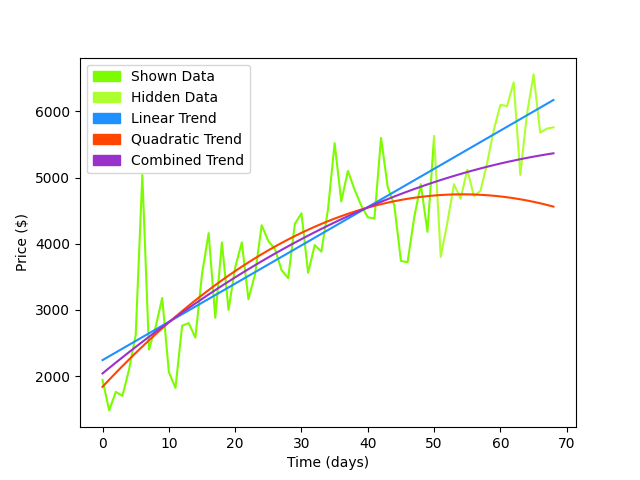 Shown Data
Hidden Data
Linear Trend
Quadratic Trend
Combined Trend
Price ($)
6000
5000
4000
3000
2000
0 10 20 30 40 50 60 70
Time (days)